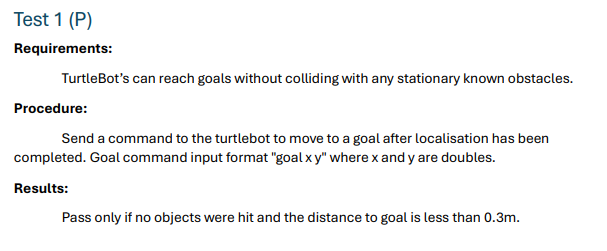 Test 1 (P)
Requirements:
TurtleBot's can reach goals without colliding with any stationary known obstacles.
Procedure:
Send a command to the turtlebot to move to a goal after localisation has been
completed. Goal command input format "goal x y" where x and y are doubles.
Results:
Pass only if no objects were hit and the distance to goal is less than 0.3m.